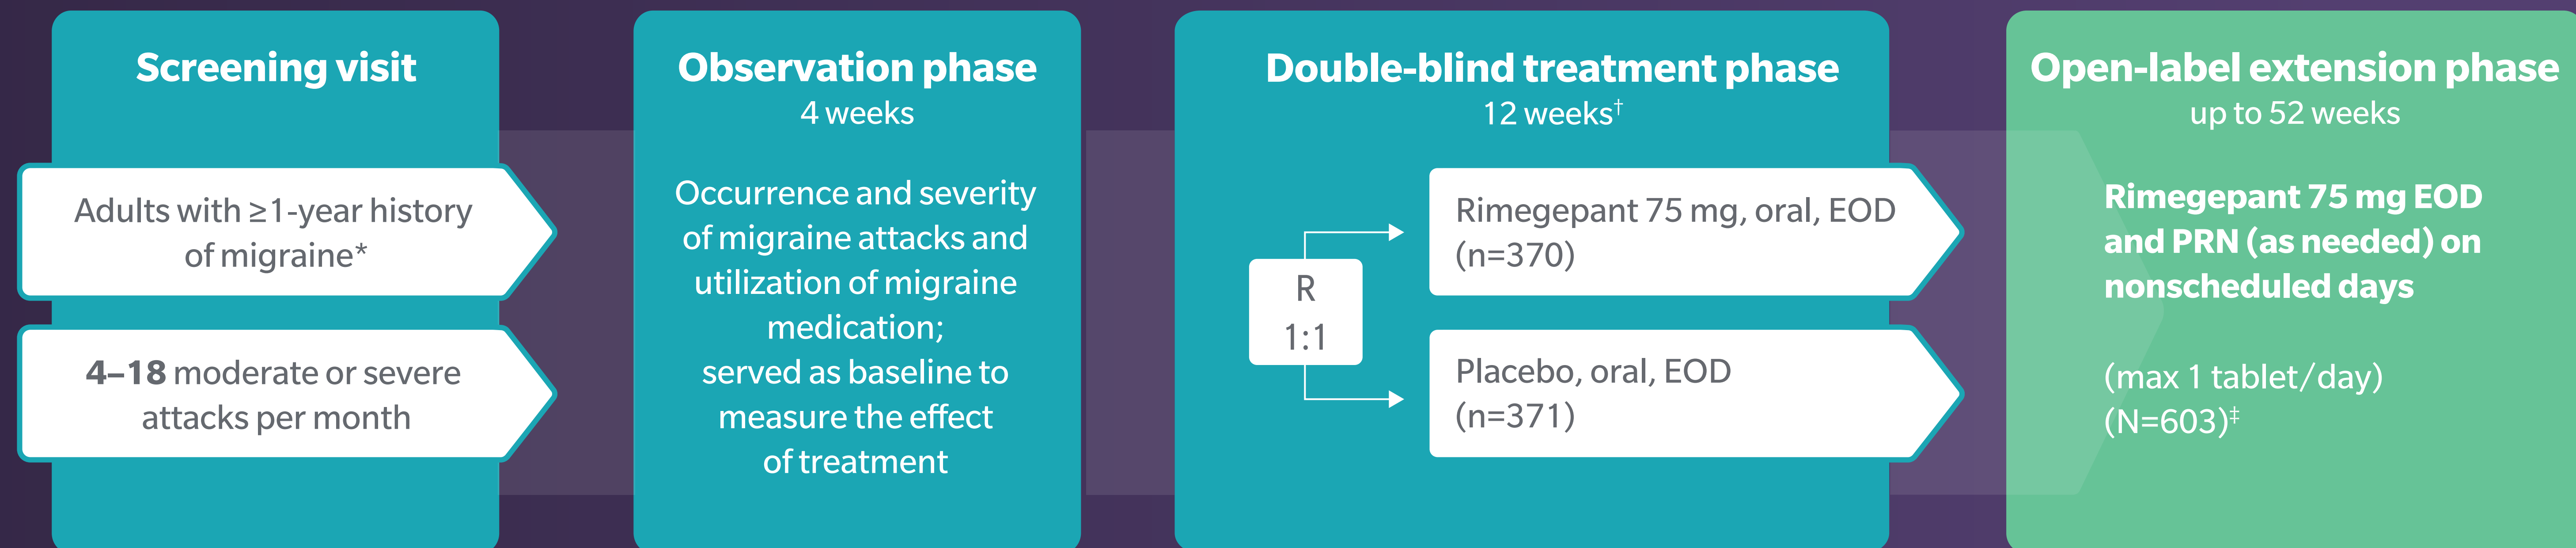 Screening visit
Adults with ≥1-year history
of migraine*
4–18 moderate or severe
attacks per month
Observation phase
4 weeks
Occurrence and severity
of migraine attacks and
utilization of migraine
medication;
served as baseline to
measure the effect
of treatment
Double-blind treatment phase
12 weeks†
R
1:1
Rimegepant 75 mg, oral, EOD
(n=370)
Placebo, oral, EOD
(n=371)
Open-label extension phase
up to 52 weeks
Rimegepant 75 mg EOD
and PRN (as needed) on
nonscheduled days
(max 1 tablet/day)
(N=603)‡